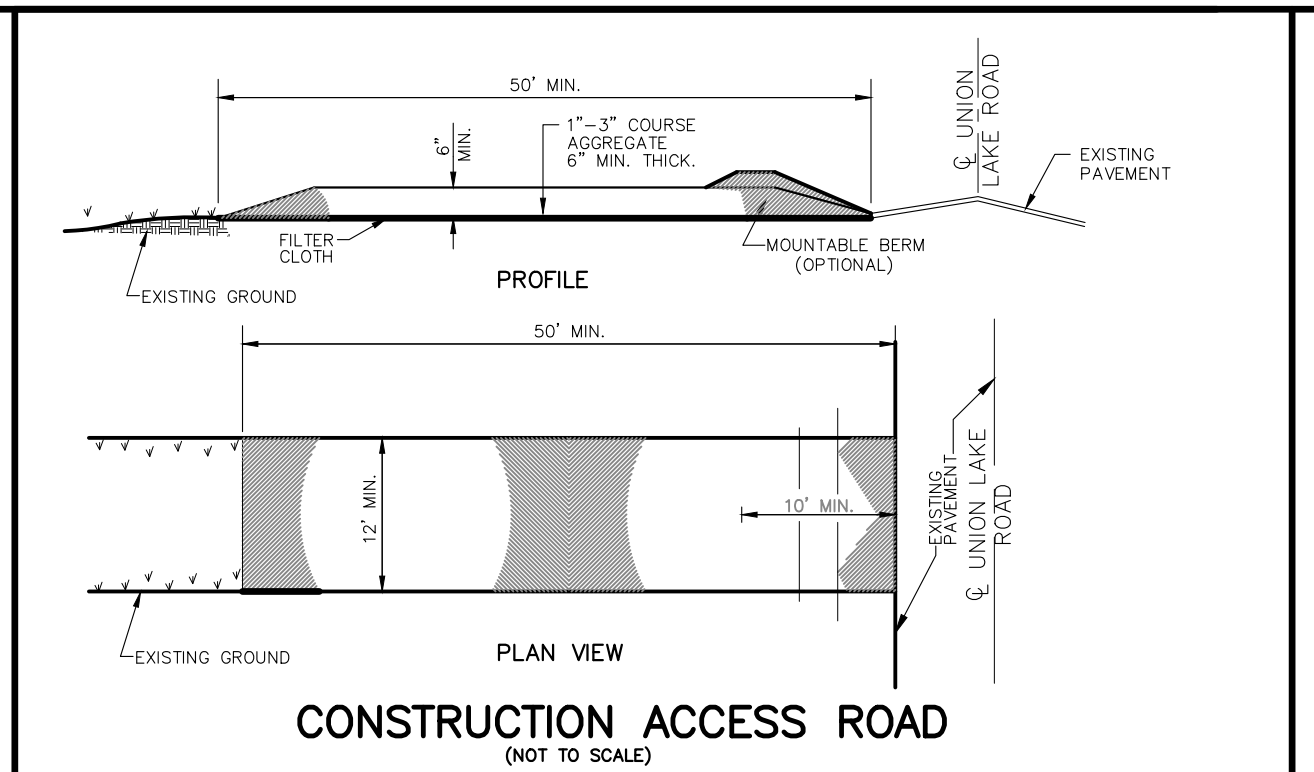 50' MIN.
6"
MIN.
1"-3" COURSE
AGGREGATE
6" MIN. THICK.
℄ UNION
LAKE ROAD
EXISTING
PAVEMENT
FILTER
CLOTH
MOUNTABLE BERM
(OPTIONAL)
EXISTING GROUND
PROFILE
50' MIN.
12' MIN.
10' MIN.
EXISTING
PAVEMENT
℄ UNION LAKE
ROAD
EXISTING GROUND
PLAN VIEW
CONSTRUCTION ACCESS ROAD
(NOT TO SCALE)